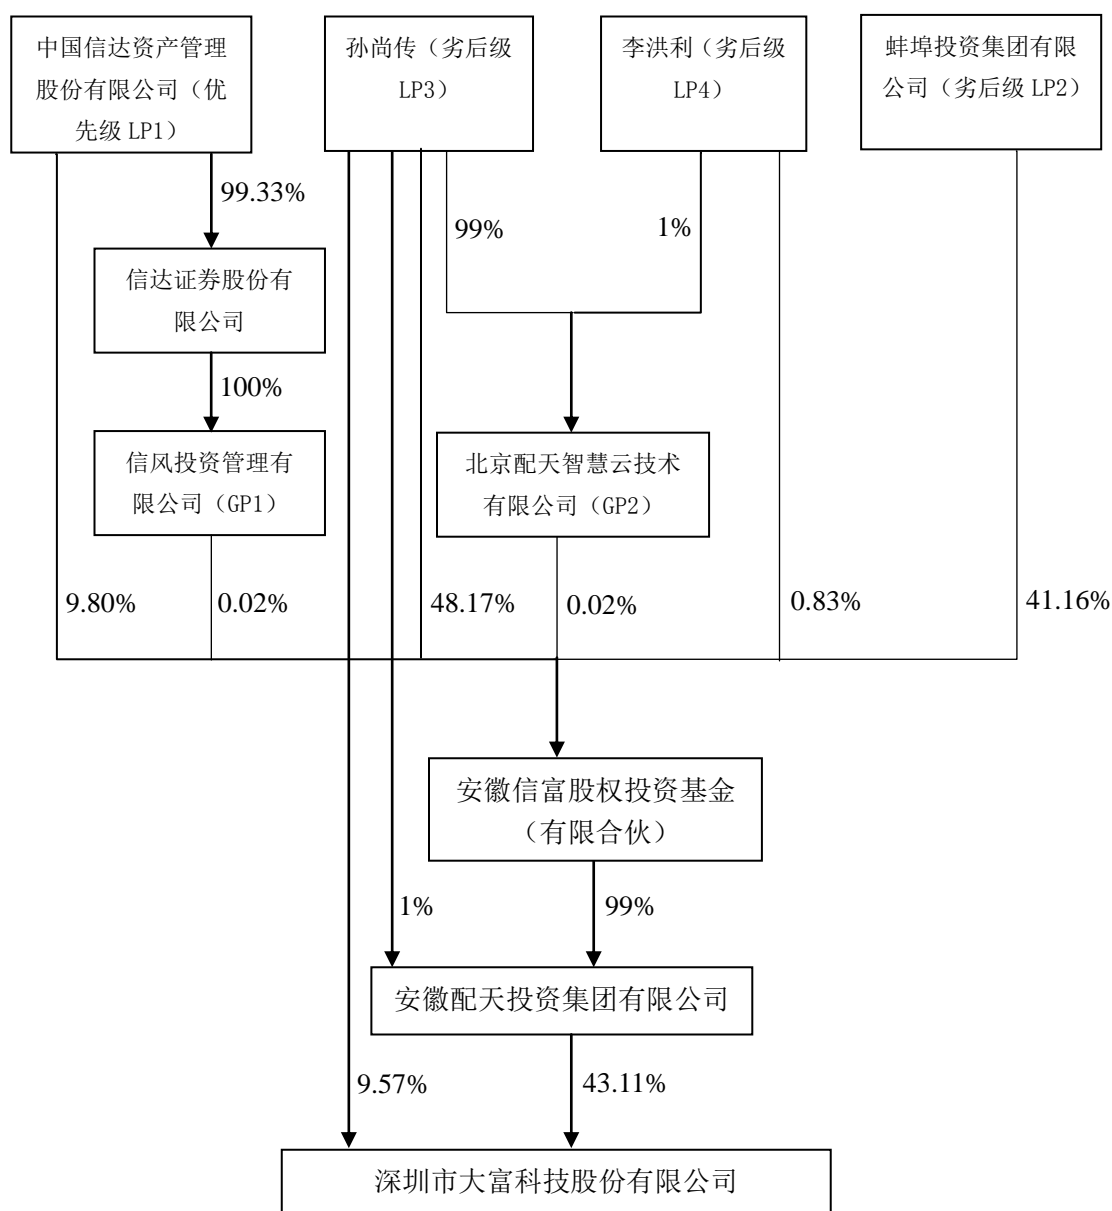 中国信达资产管理
股份有限公司（优
先级 LP1）
孙尚传（劣后级
LP3）
李洪利（劣后级
LP4）
蚌埠投资集团有限
公司（劣后级 LP2）
99.33%
99%
1%
信达证券股份有
限公司
100%
信风投资管理有
限公司（GP1）
北京配天智慧云技术
有限公司（GP2）
9.80%
0.02%
48.17%
0.02%
0.83%
41.16%
安徽信富股权投资基金
（有限合伙）
1%
99%
安徽配天投资集团有限公司
9.57%
43.11%
深圳市大富科技股份有限公司